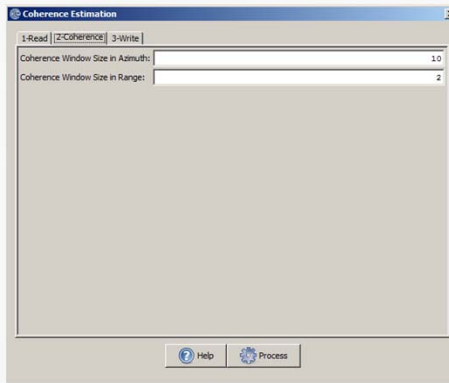 Coherence Estimation
1-Read 2-Coherence 3-Write
Coherence Window Size in Azimuth: 10
Coherence Window Size in Range: 2
Help Process